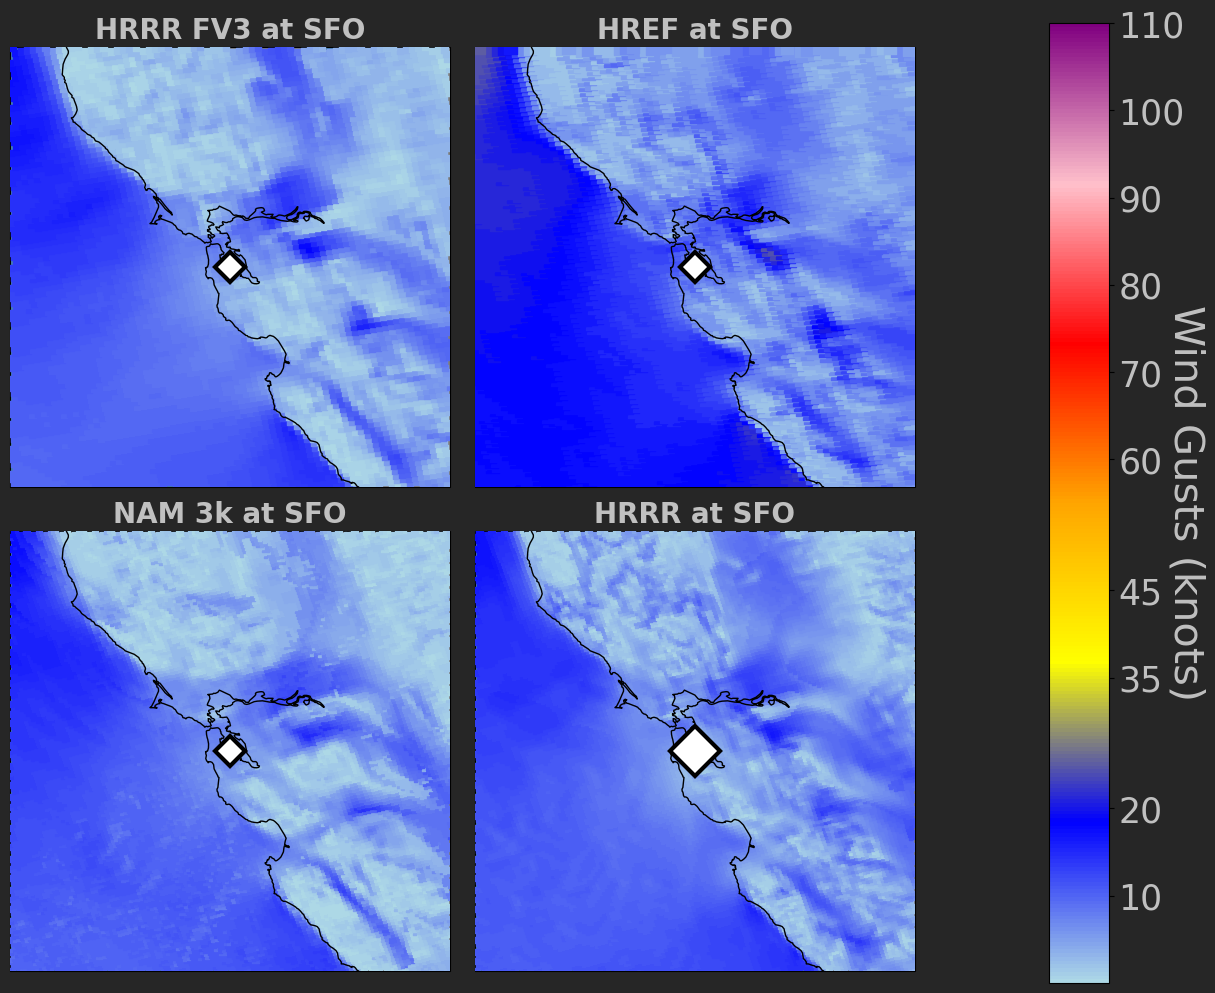 HRRR FV3 at SFO
HREF at SFO
NAM 3k at SFO
HRRR at SFO
110
100
90
80
70
60
45
35
20
10
Wind Gusts (knots)